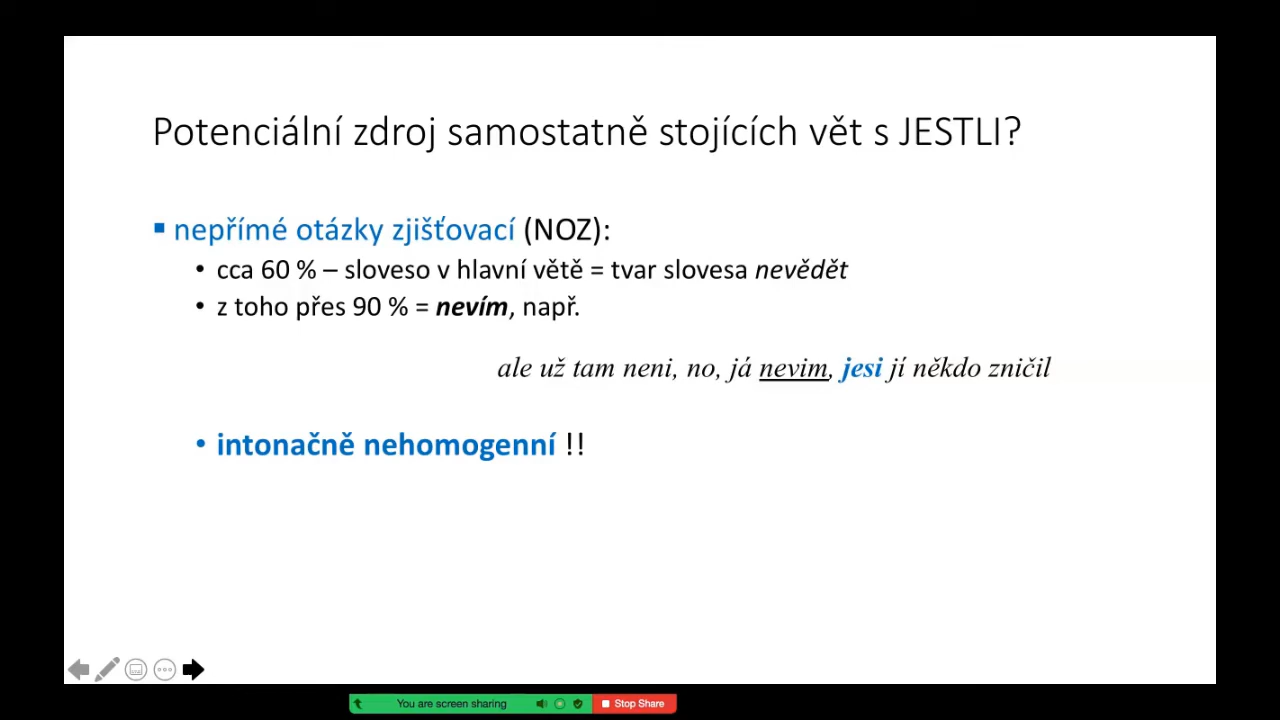 Potenciální zdroj samostatně stojících vět s JESTLI?
▪ nepřímé otázky zjišťovací (NOZ):
• cca 60 % – sloveso v hlavní větě = tvar slovesa nevědět
• z toho přes 90 % = nevím, např.
ale už tam neni, no, já nevim, jesi jí někdo zničil
• intonačně nehomogenní !!
You are screen sharing
Stop Share